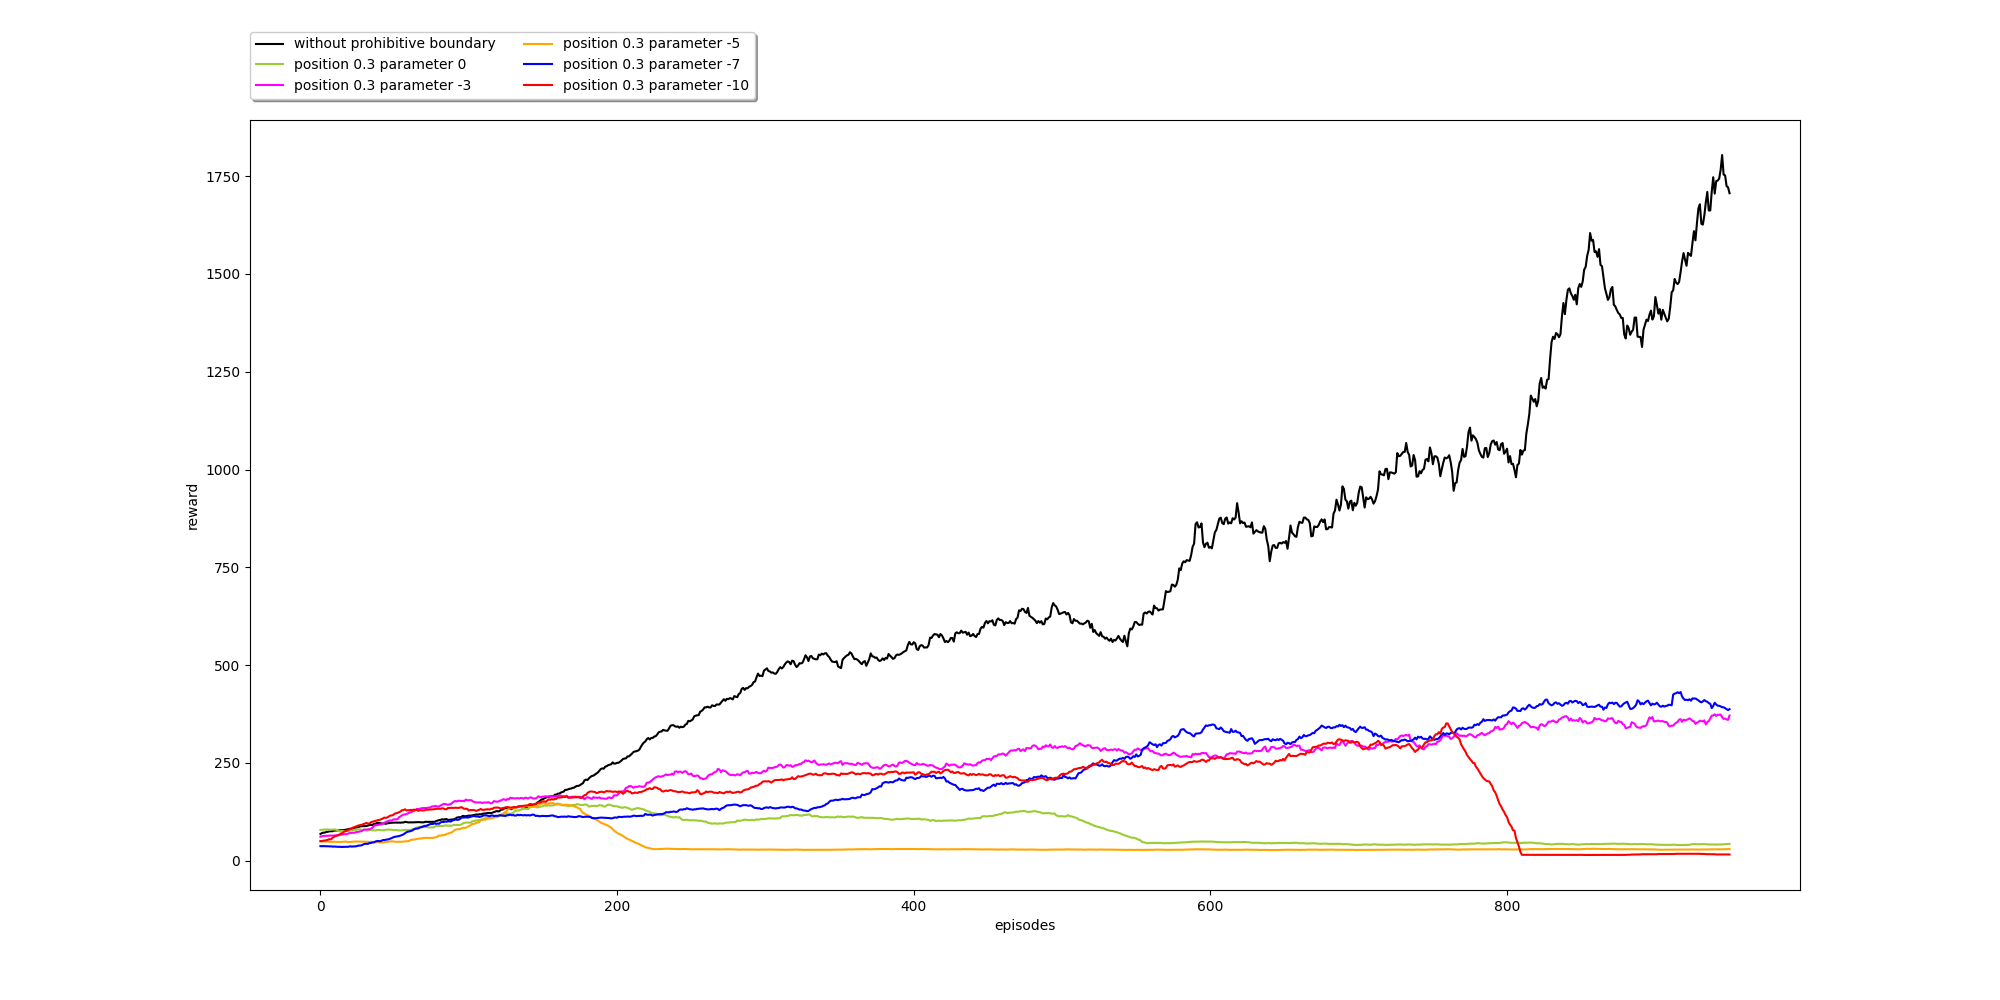 without prohibitive boundary
position 0.3 parameter 0
position 0.3 parameter -3
position 0.3 parameter -5
position 0.3 parameter -7
position 0.3 parameter -10
1750
1500
1250
1000
750
500
250
0
reward
0 200 400 600 800
episodes